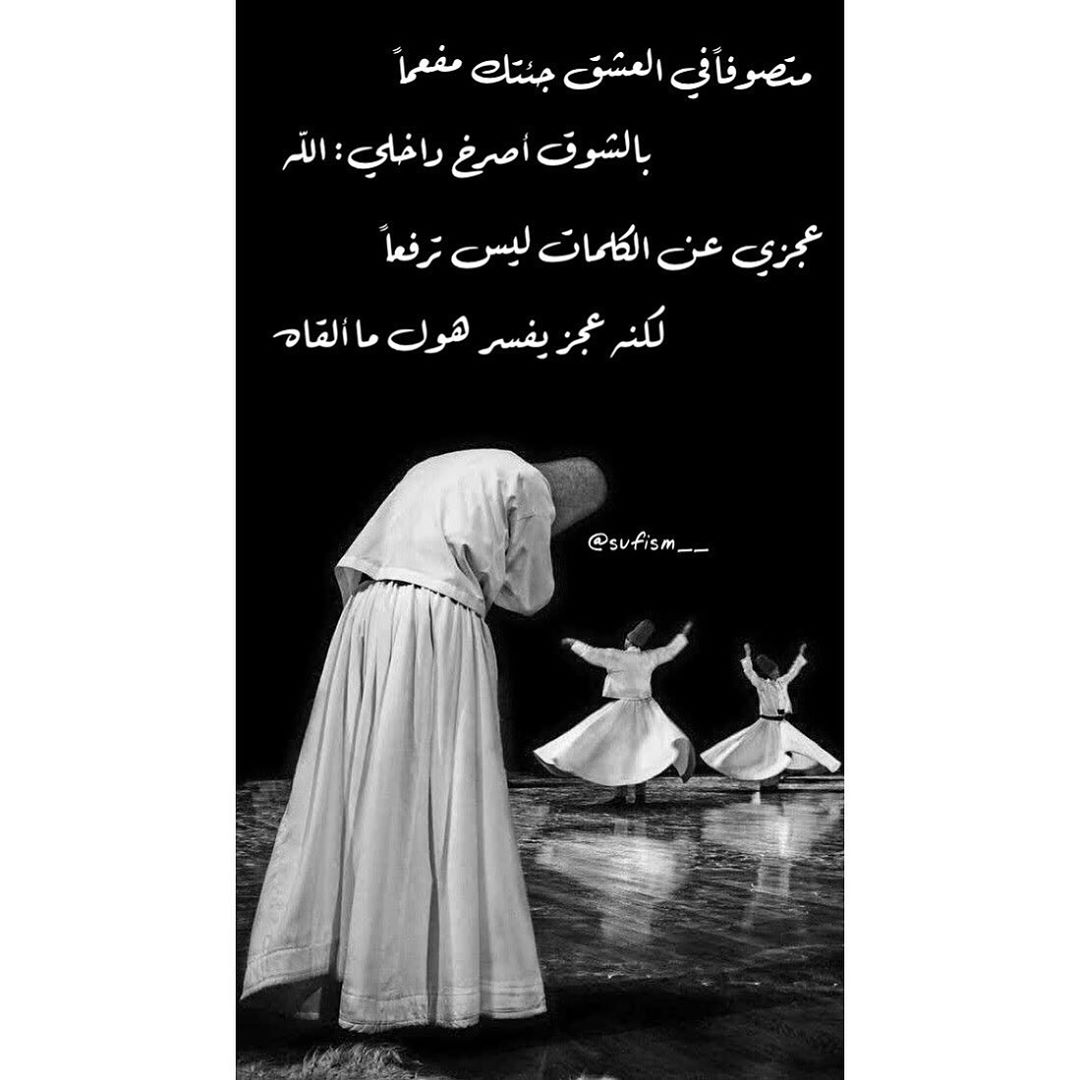 متصوفاً في العشق جئتك مفعماً
بالشوق أصرخ داخلي : اللّه
عجزي عن الكلمات ليس ترفعاً
لكنه عجز يفسر هول ما ألقاه
@sufism__